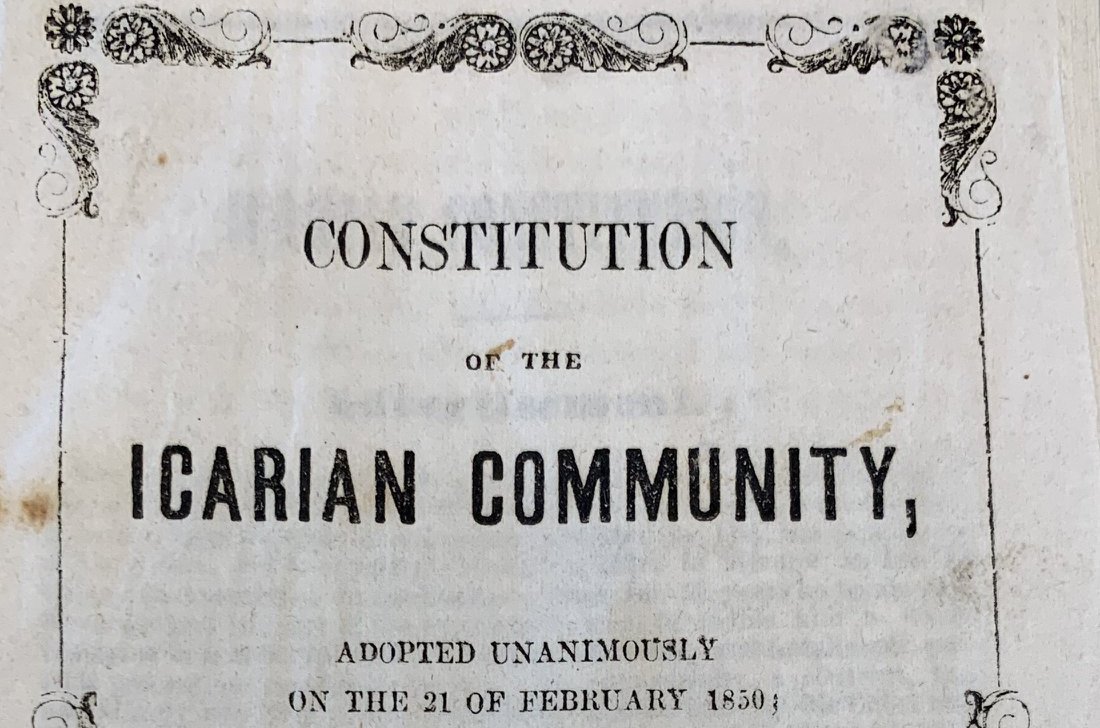 CONSTITUTION
OF THE
ICARIAN COMMUNITY,
ADOPTED UNANIMOUSLY
ON THE 21 OF FEBRUARY 1850;